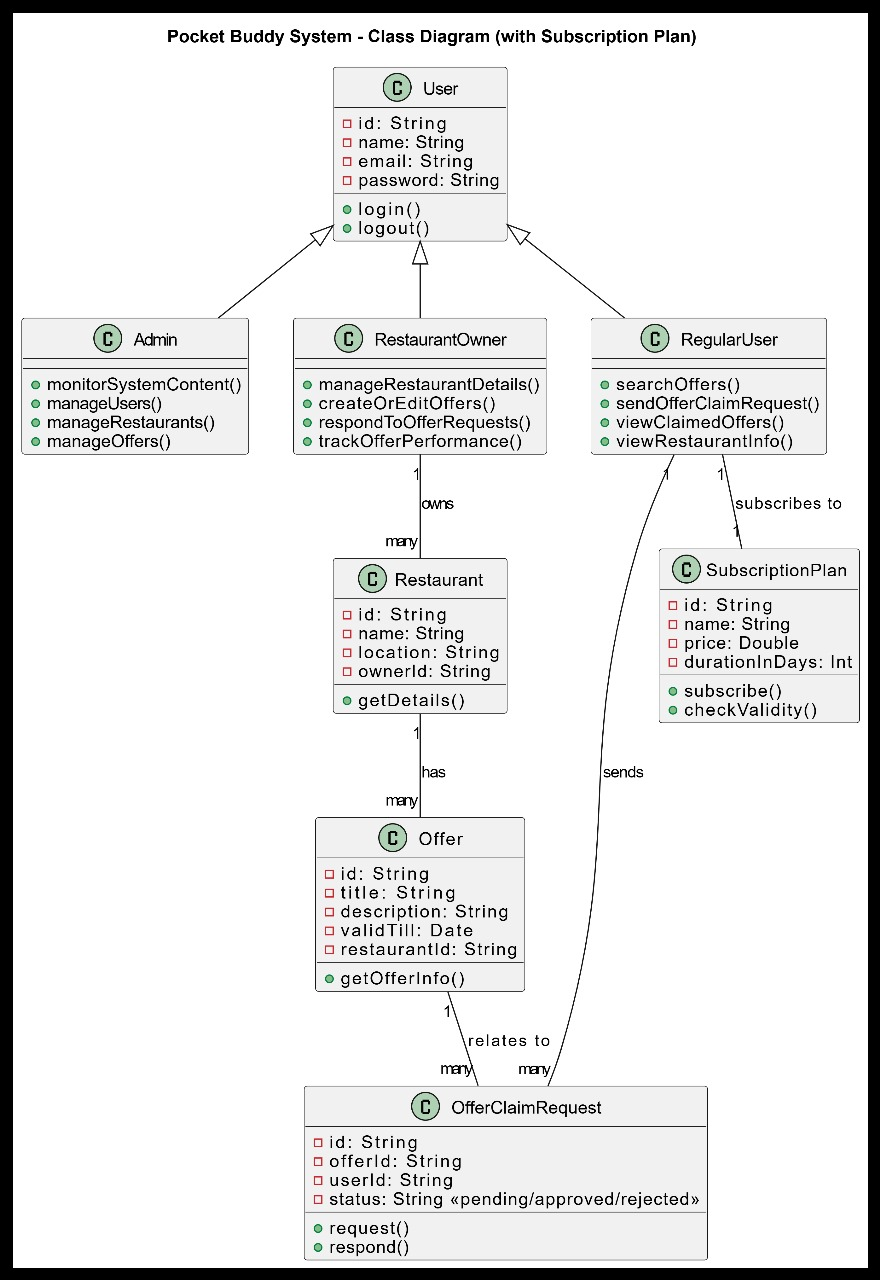 Pocket Buddy System - Class Diagram (with Subscription Plan)
C User
id: String
name: String
email: String
password: String
login()
logout()
C Admin
monitorSystemContent()
manageUsers()
manageRestaurants()
manageOffers()
C RestaurantOwner
manageRestaurantDetails()
createOrEditOffers()
respondToOfferRequests()
trackOfferPerformance()
C RegularUser
searchOffers()
sendOfferClaimRequest()
viewClaimedOffers()
viewRestaurantInfo()
1
owns
many
1
1
subscribes to
1
C Restaurant
id: String
name: String
location: String
ownerId: String
getDetails()
C SubscriptionPlan
id: String
name: String
price: Double
durationInDays: Int
subscribe()
checkValidity()
1
has
many
sends
C Offer
id: String
title: String
description: String
validTill: Date
restaurantId: String
getOfferInfo()
1
relates to
many
many
C OfferClaimRequest
id: String
offerId: String
userId: String
status: String «pending/approved/rejected»
request()
respond()